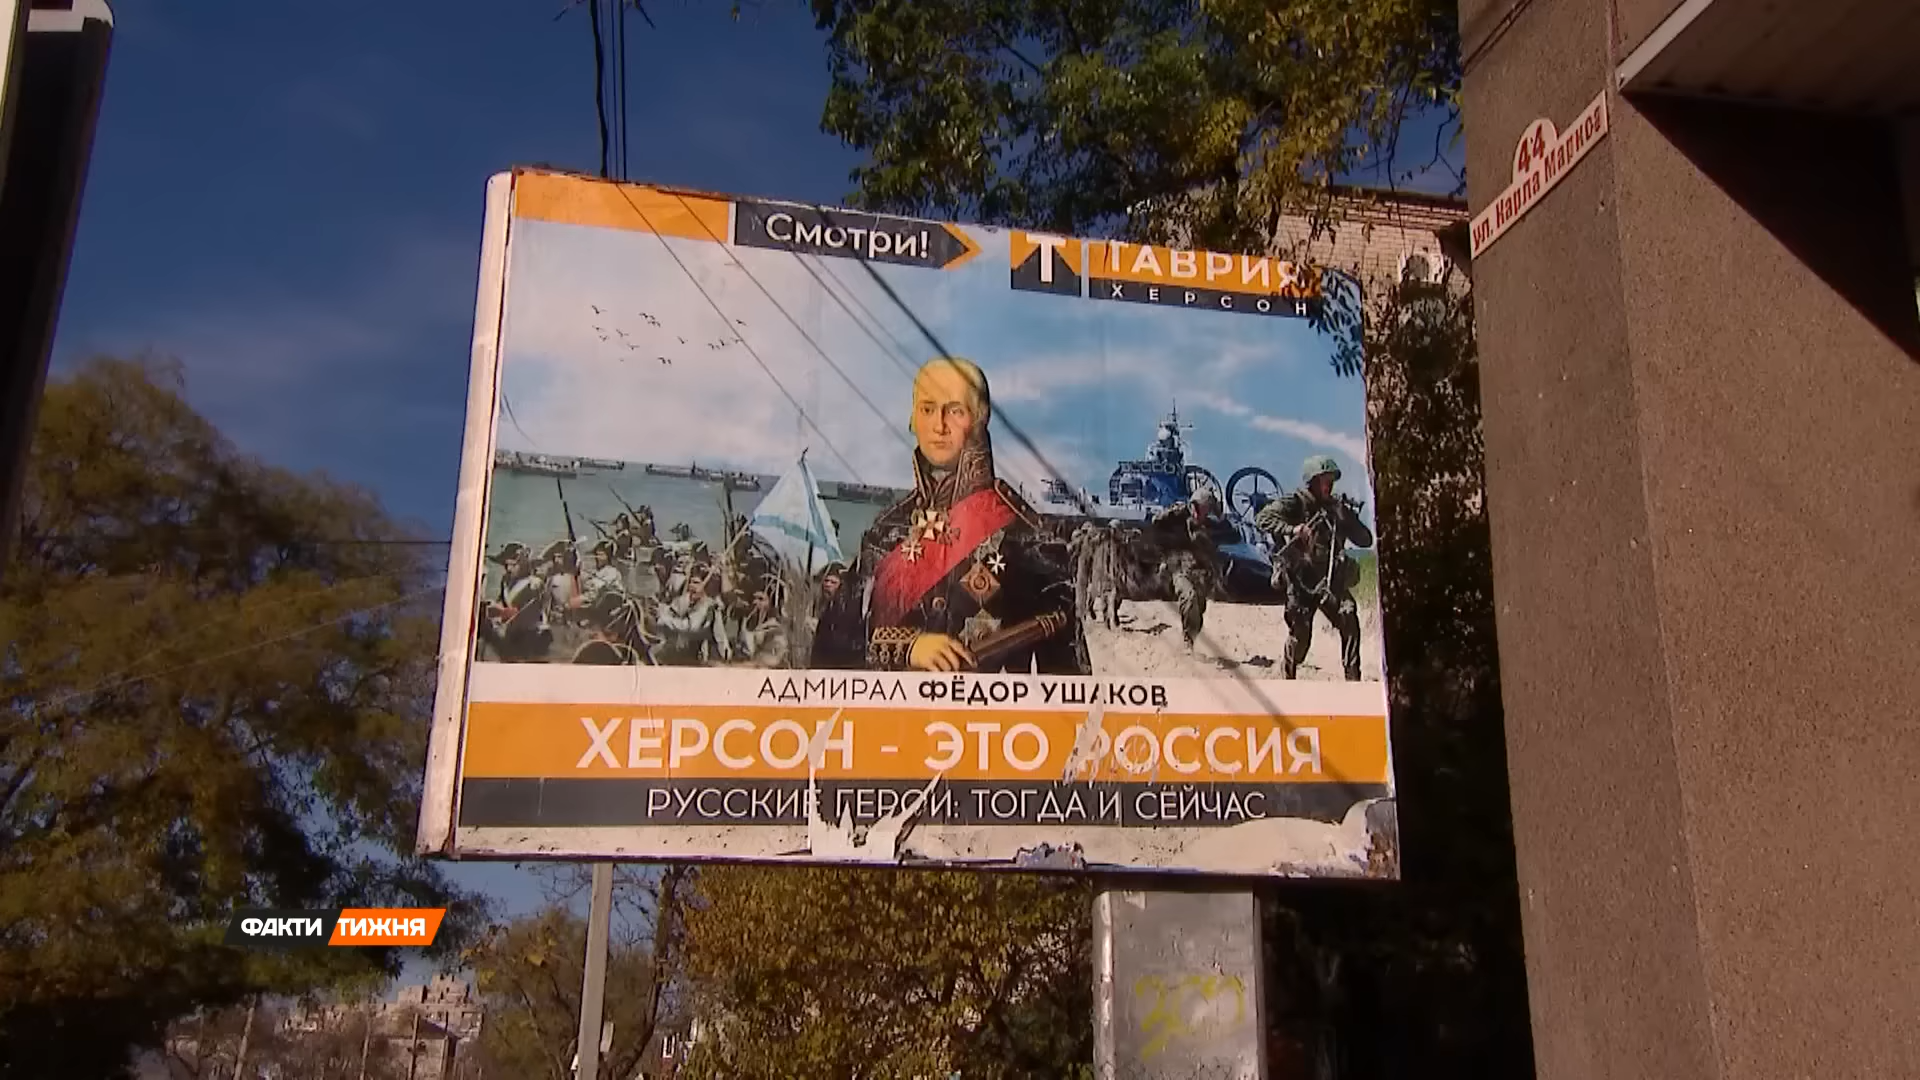 Смотри!
Т ТАВРИЯ
ХЕРСОН
44
ул. Карла Маркса
АДМИРАЛ ФЁДОР УШАКОВ
ХЕРСОН - ЭТО РОССИЯ
РУССКИЕ ГЕРОИ: ТОГДА И СЕЙЧАС
ФАКТИ ТИЖНЯ